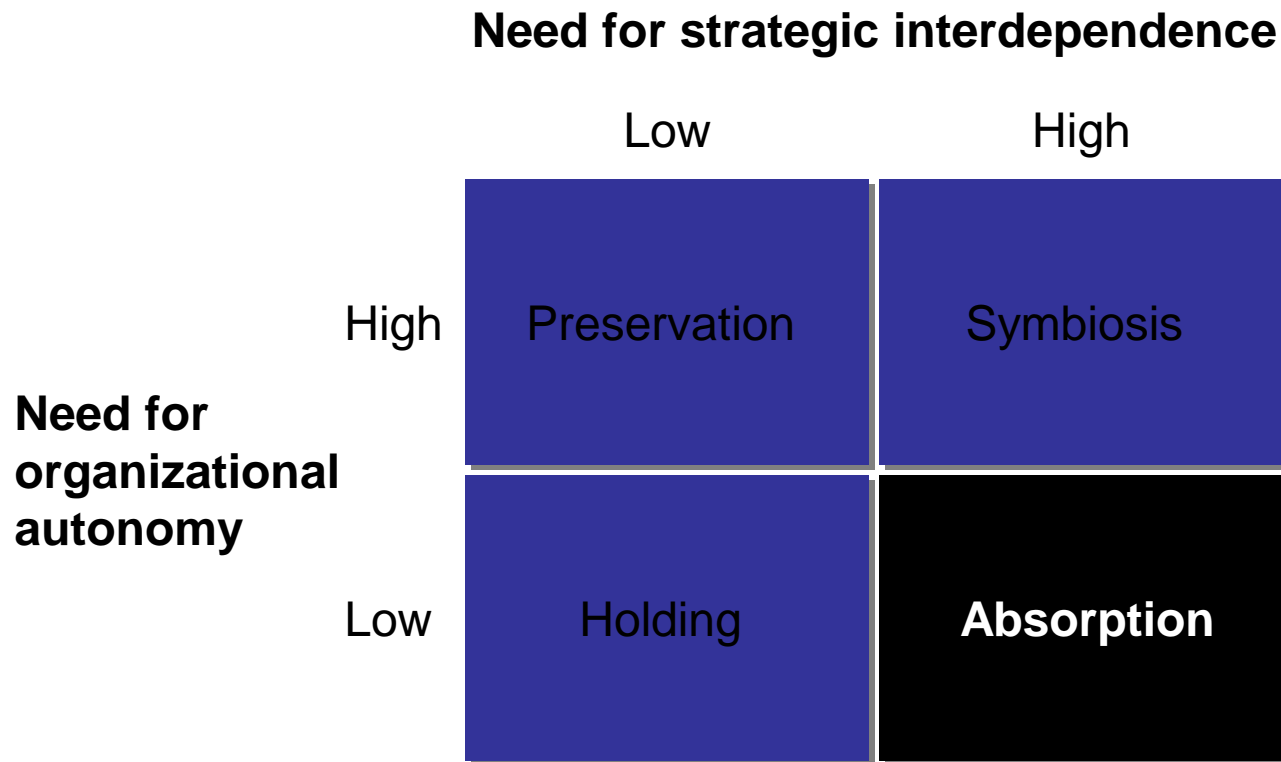 Need for strategic interdependence
Low High
High Preservation Symbiosis
Need for
organizational
autonomy
Low Holding Absorption